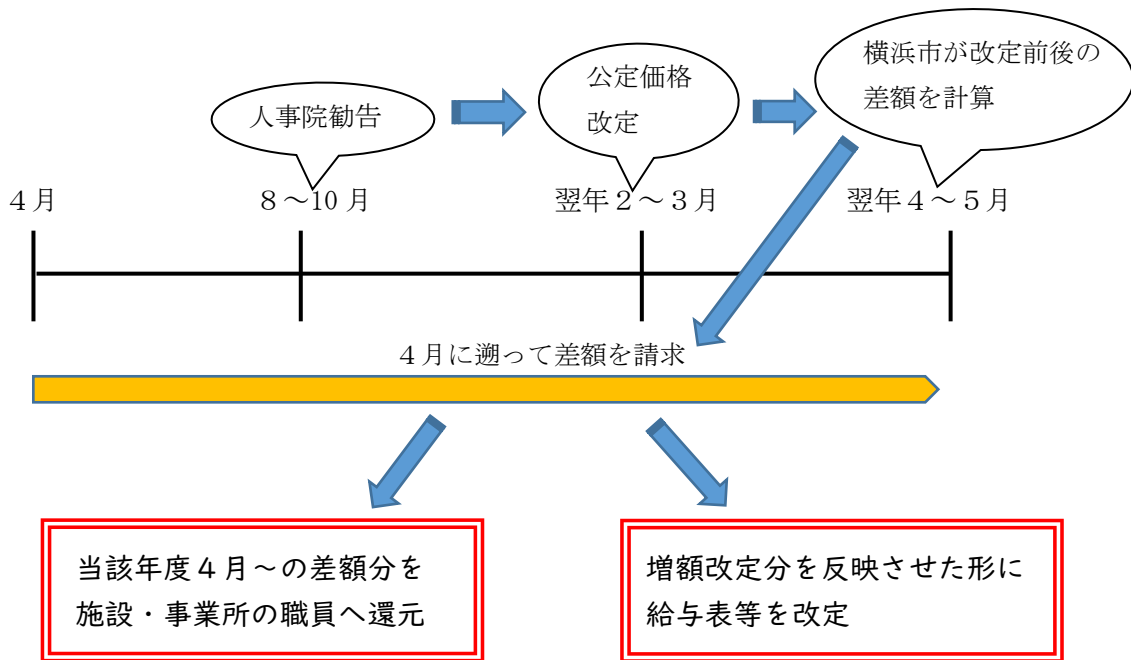 横浜市が改定前後の
差額を計算
公定価格
改定
人事院勧告
４月
８～10 月
翌年２～３月
翌年４～５月
４月に遡って差額を請求
当該年度４月～の差額分を
施設・事業所の職員へ還元
増額改定分を反映させた形に
給与表等を改定